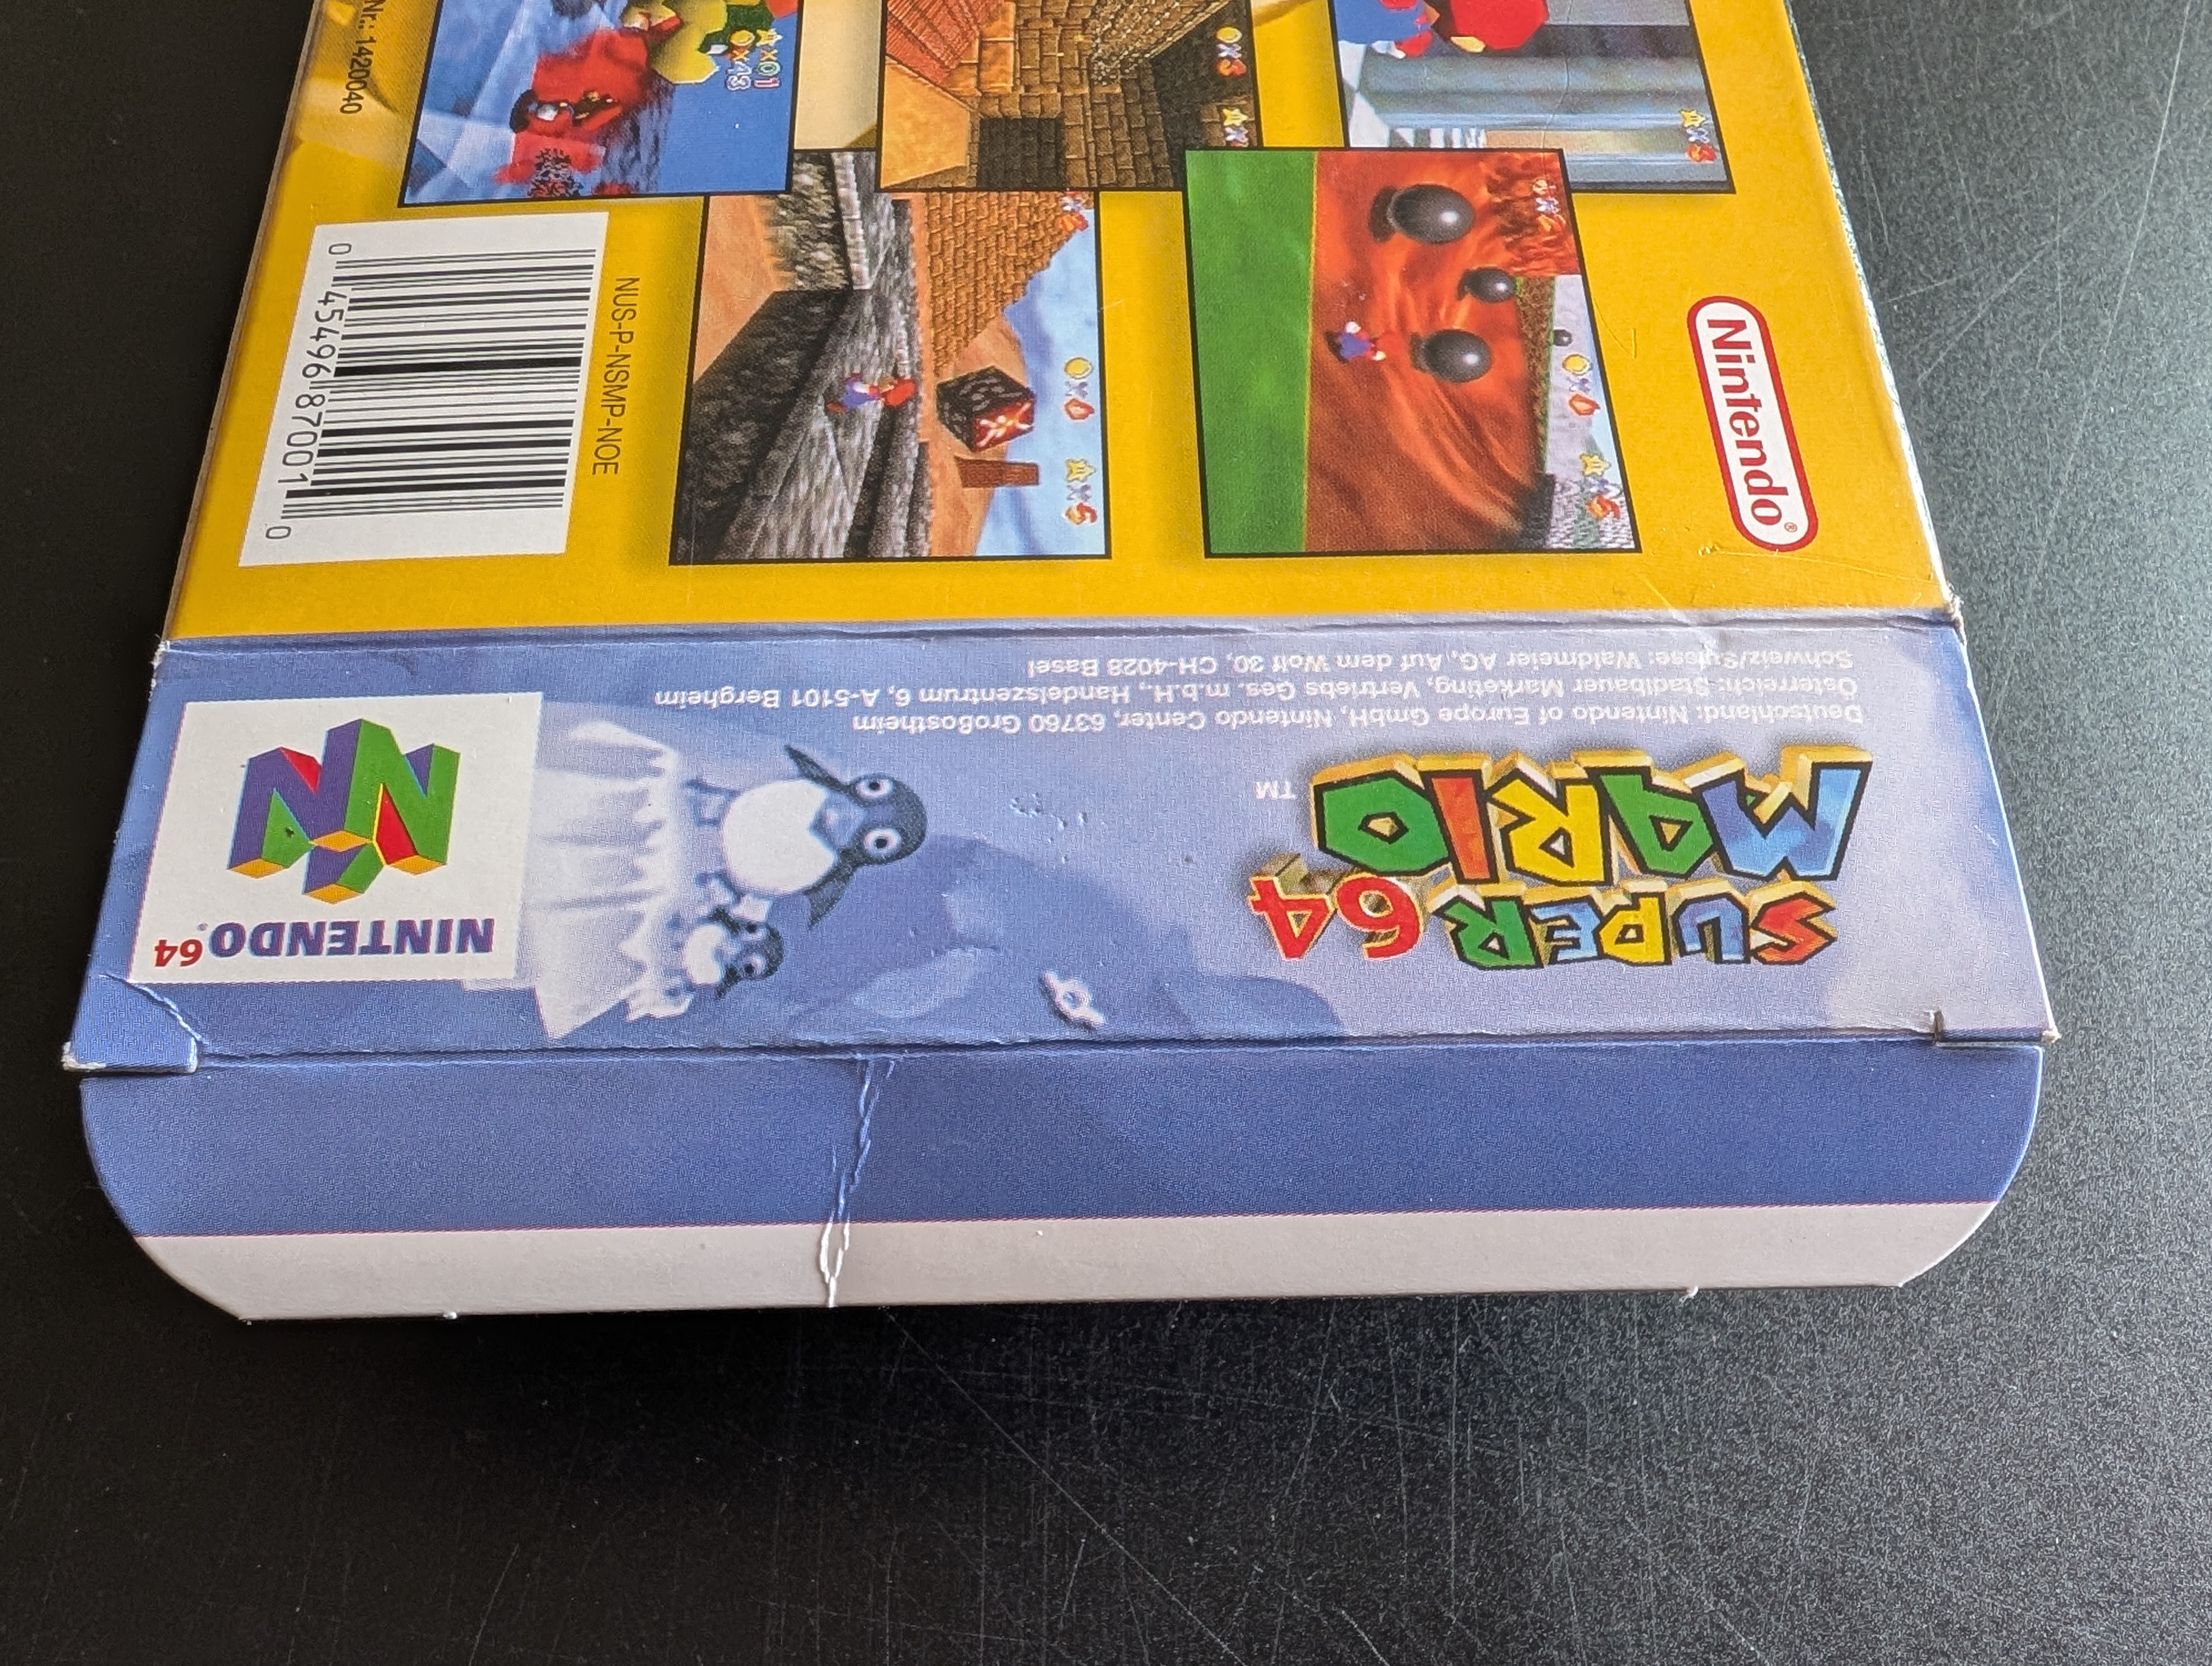 Nr.: 1420040
×01
×43
NUS-P-NSMP-NOE
0 45496 87001 0
Nintendo®
Schweiz/Suisse: Waldmeier AG, Auf dem Wolf 30, CH-4028 Basel
Österreich: Stadlbauer Marketing, Vertriebs Ges. m.b.H., Handelszentrum 6, A-5101 Bergheim
Deutschland: Nintendo of Europe GmbH, Nintendo Center, 63760 Großostheim
SUPER
MARIO 64
TM
NINTENDO®64